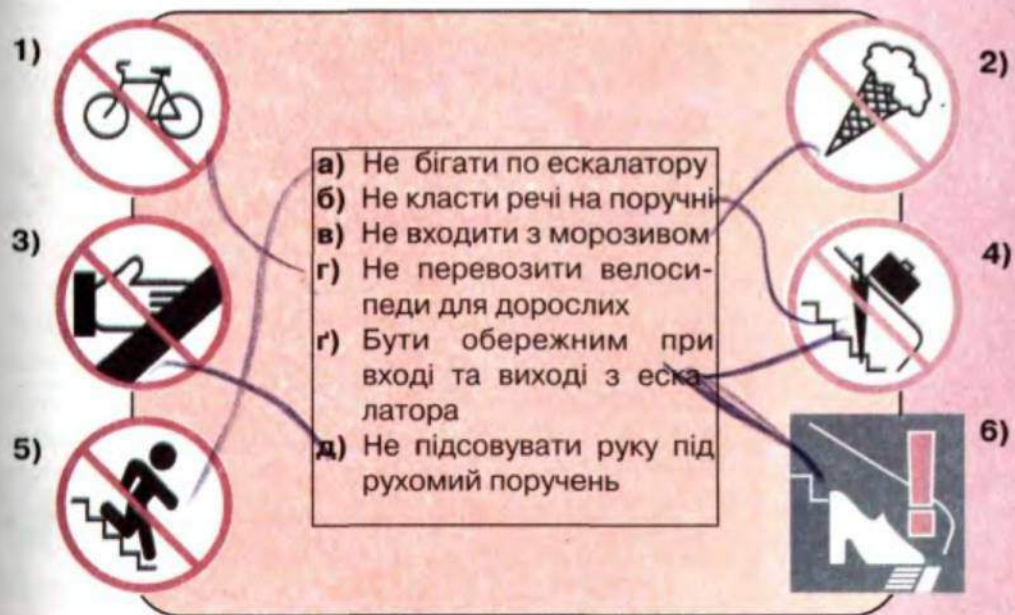 1)
2)
а) Не бігати по ескалатору
б) Не класти речі на поручні
в) Не входити з морозивом
3)
4)
г) Не перевозити велоси-
педи для дорослих
ґ) Бути обережним при
вході та виході з еска
латора
5)
6)
д) Не підсовувати руку під
рухомий поручень